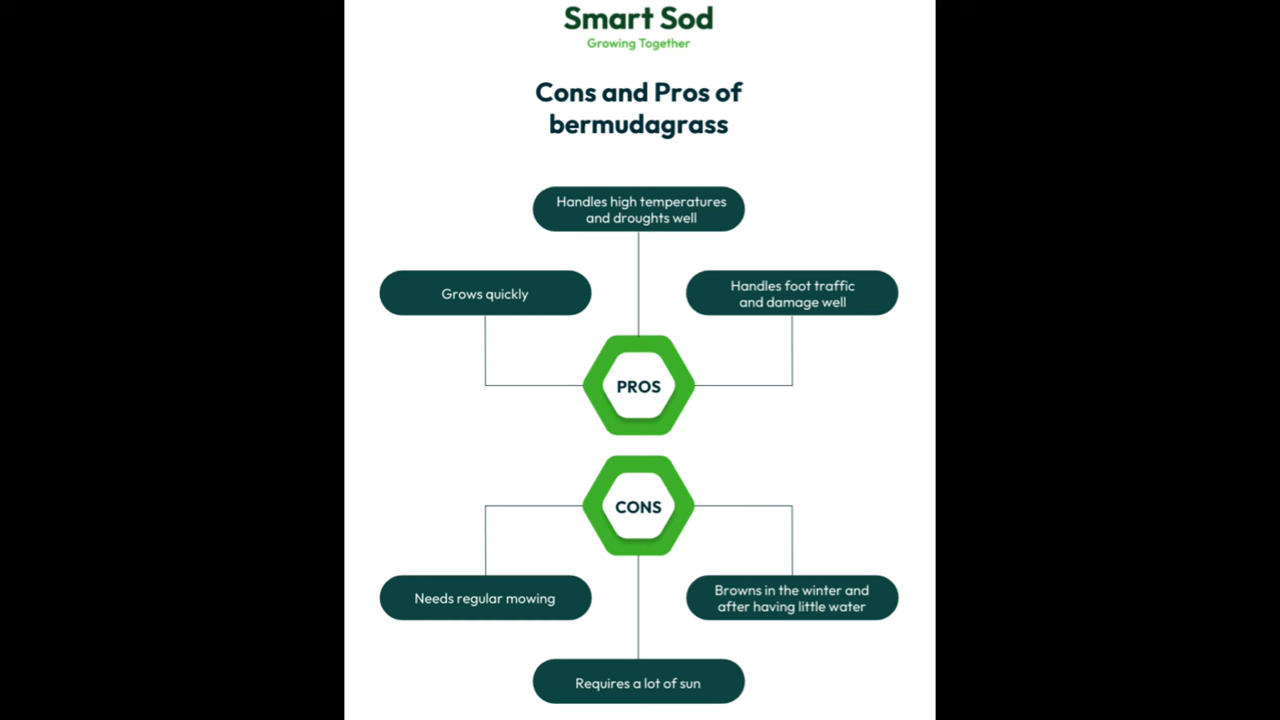 Smart Sod
Growing Together
Cons and Pros of
bermudagrass
Handles high temperatures
and droughts well
Grows quickly
Handles foot traffic
and damage well
PROS
CONS
Needs regular mowing
Browns in the winter and
after having little water
Requires a lot of sun